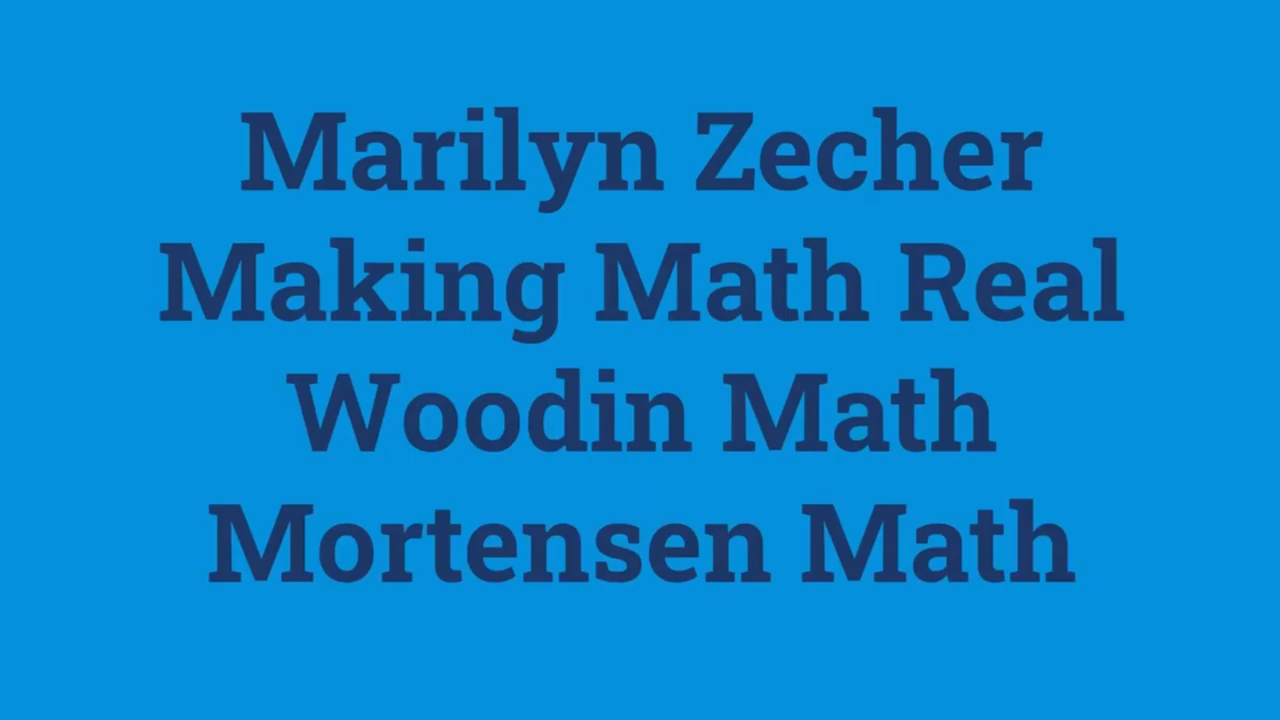 Marilyn Zecher
Making Math Real
Woodin Math
Mortensen Math